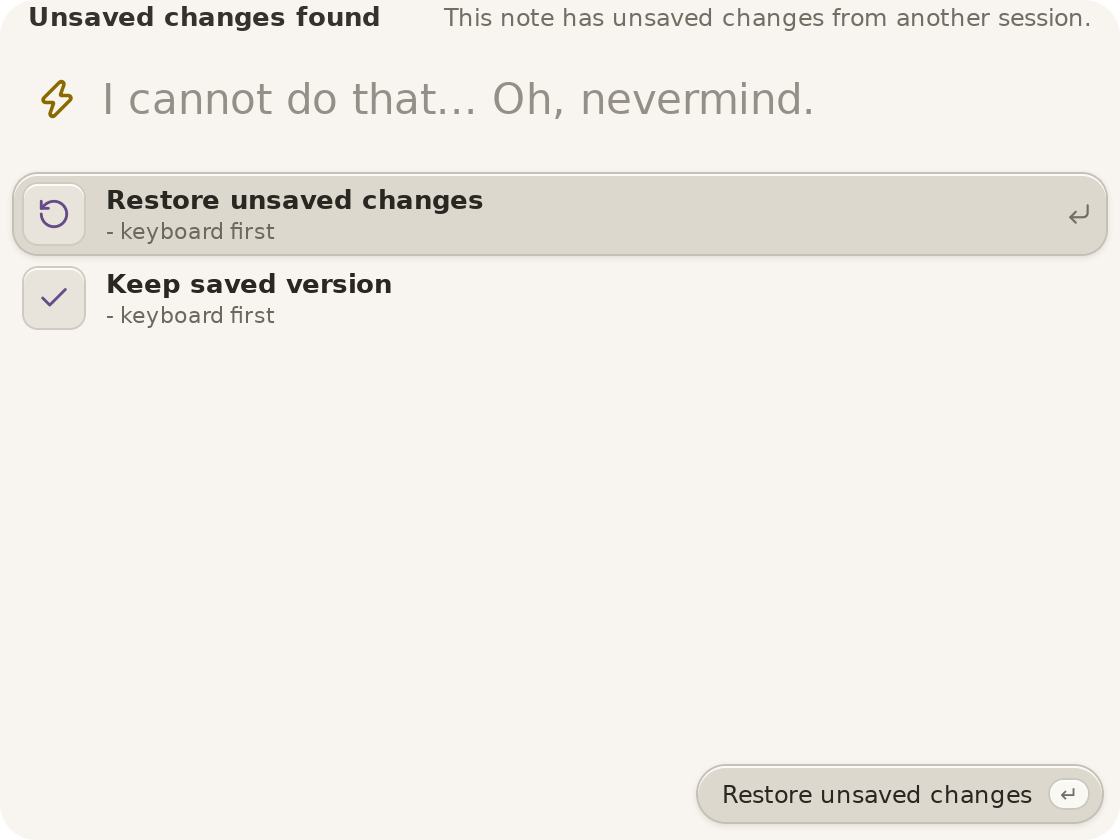 Unsaved changes found This note has unsaved changes from another session.
I cannot do that... Oh, nevermind.
Restore unsaved changes
- keyboard first
Keep saved version
- keyboard first
Restore unsaved changes